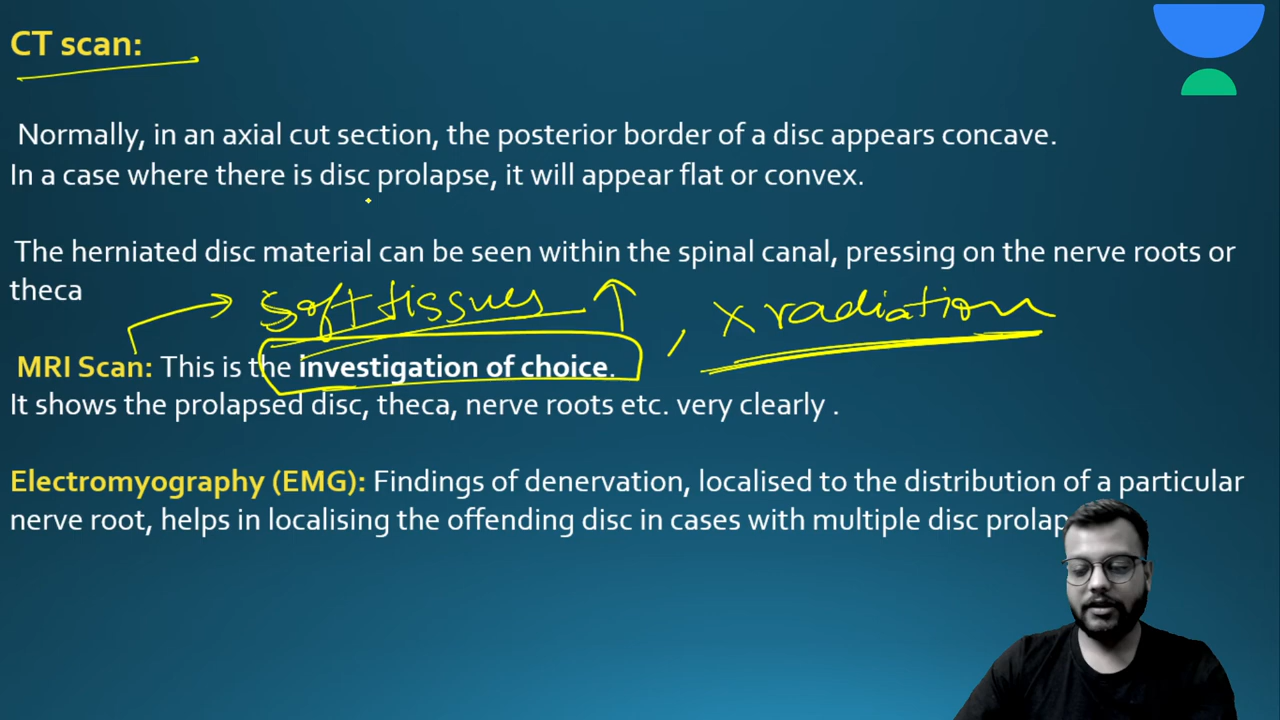 CT scan:
Normally, in an axial cut section, the posterior border of a disc appears concave.
In a case where there is disc prolapse, it will appear flat or convex.
The herniated disc material can be seen within the spinal canal, pressing on the nerve roots or
theca
soft tissues ↑ , x radiation
MRI Scan: This is the investigation of choice.
It shows the prolapsed disc, theca, nerve roots etc. very clearly .
Electromyography (EMG): Findings of denervation, localised to the distribution of a particular
nerve root, helps in localising the offending disc in cases with multiple disc